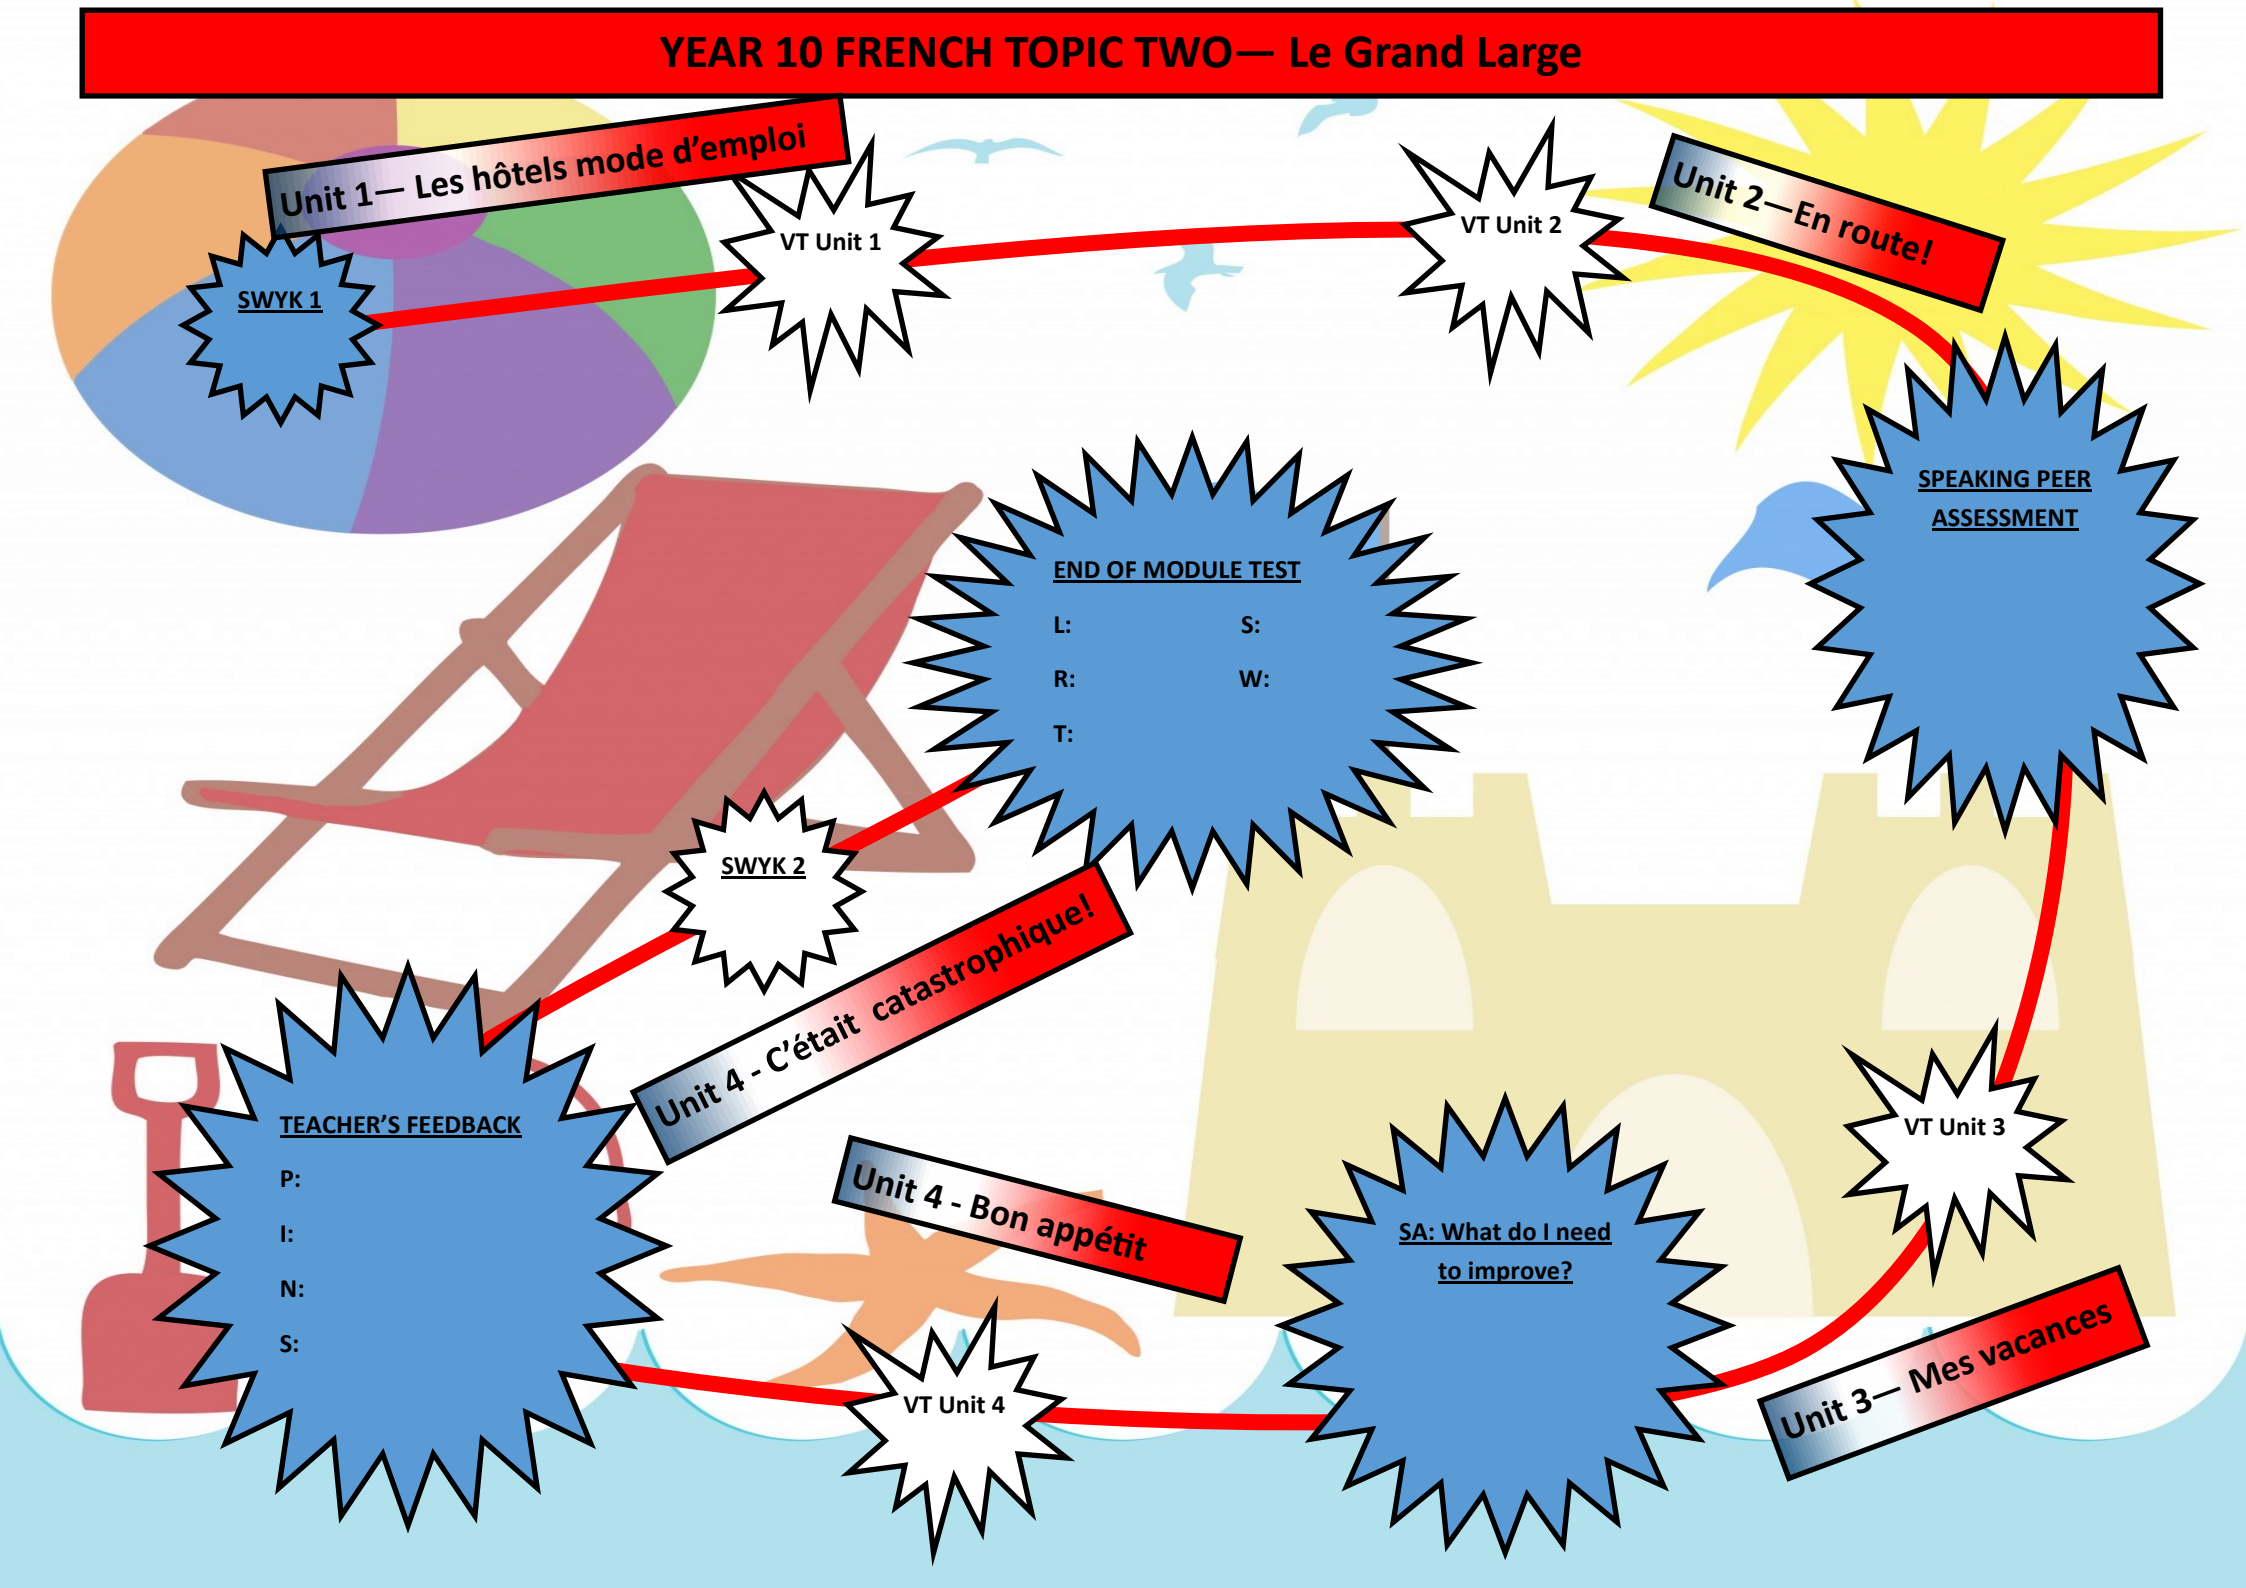 YEAR 10 FRENCH TOPIC TWO— Le Grand Large
Unit 1— Les hôtels mode d’emploi
SWYK 1
VT Unit 1
VT Unit 2
Unit 2—En route!
SPEAKING PEER
ASSESSMENT
VT Unit 3
Unit 3— Mes vacances
SA: What do I need
to improve?
Unit 4 - Bon appétit
VT Unit 4
TEACHER’S FEEDBACK
P:
I:
N:
S:
Unit 4 - C’était catastrophique!
SWYK 2
END OF MODULE TEST
L: S:
R: W:
T: